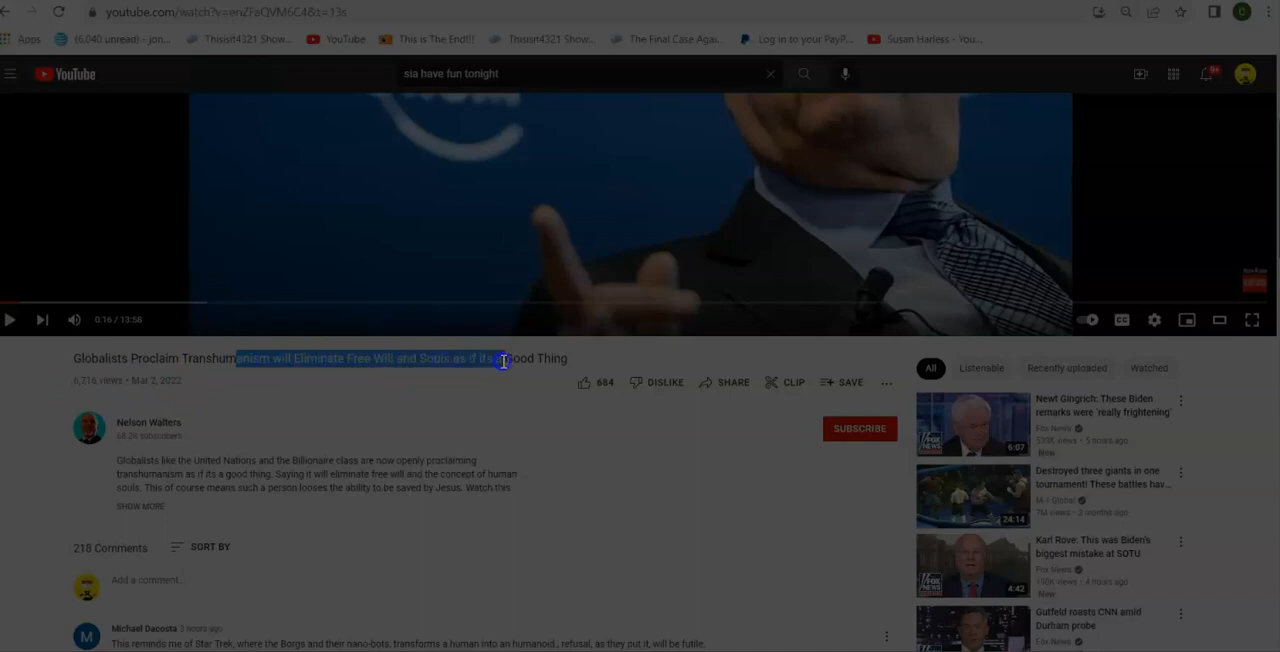 youtube.com/watch?v=enZFaQVM6C4&t=13s
Apps (6,040 unread) - jon... Thisisit4321 Show... YouTube This is The End!!! Thisisit4321 Show... The Final Case Agai... Log in to your PayP... Susan Harless - You...
YouTube sia have fun tonight 9+
0:16 / 13:58 CC
Globalists Proclaim Transhumanism will Eliminate Free Will and Souls as if its Good Thing
6,716 views • Mar 2, 2022
684 DISLIKE SHARE CLIP SAVE ...
Nelson Walters
subscribers
SUBSCRIBE
Globalists like the United Nations and the Billionaire class are now openly proclaiming
transhumanism as if its a good thing. Saying it will eliminate free will and the concept of human
souls. This of course means such a person looses the ability to be saved by Jesus. Watch this
SHOW MORE
218 Comments SORT BY
Add a comment...
M Michael Dacosta 3 hours ago
This reminds me of Star Trek, where the Borgs and their nano-bots, transforms a human into an humanoid., refusal, as they put it, will be futile.
All Listenable Recently uploaded Watched
Newt Gingrich: These Biden
remarks were 'really frightening'
Fox News
views • 5 hours ago
New
6:07
Destroyed three giants in one
tournament! These battles hav...
M-1 Global
7M views • 2 months ago
24:14
Karl Rove: This was Biden's
biggest mistake at SOTU
Fox News
views • 4 hours ago
New
4:42
Gutfeld roasts CNN amid
Durham probe
Fox News